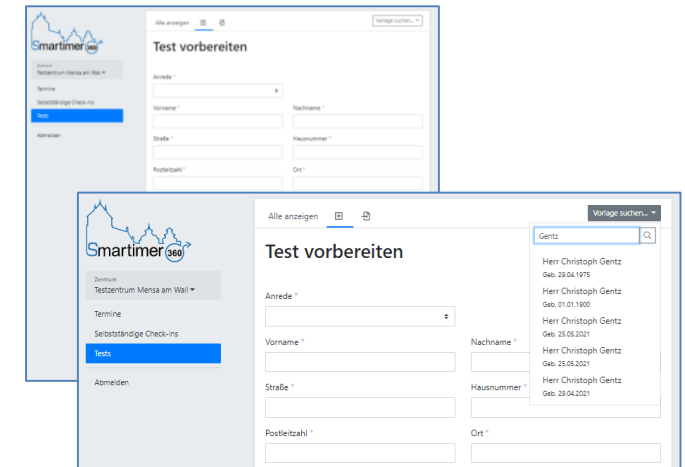 Smartimer 360°
Zentrum
Testzentrum Mensa am Wall
Termine
Selbstständige Check-Ins
Tests
Abmelden
Alle anzeigen
Vorlage suchen...
Test vorbereiten
Anrede *
Vorname *
Nachname *
Straße *
Hausnummer *
Postleitzahl *
Ort *
Smartimer 360°
Zentrum
Testzentrum Mensa am Wall
Termine
Selbstständige Check-Ins
Tests
Abmelden
Alle anzeigen
Vorlage suchen...
Gentz
Herr Christoph Gentz
Geb. 29.04.1975
Herr Christoph Gentz
Geb. 01.01.1900
Herr Christoph Gentz
Geb. 25.05.2021
Herr Christoph Gentz
Geb. 25.05.2021
Herr Christoph Gentz
Geb. 29.04.2021
Test vorbereiten
Anrede *
Vorname *
Nachname *
Straße *
Hausnummer *
Postleitzahl *
Ort *